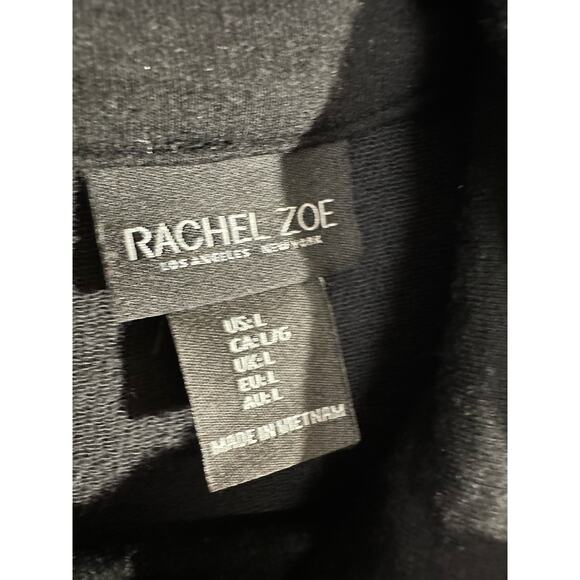 RACHEL ZOE
LOS ANGELES NEW YORK
US:L
CA:L/G
UK:L
EU:L
AU:L
MADE IN VIETNAM